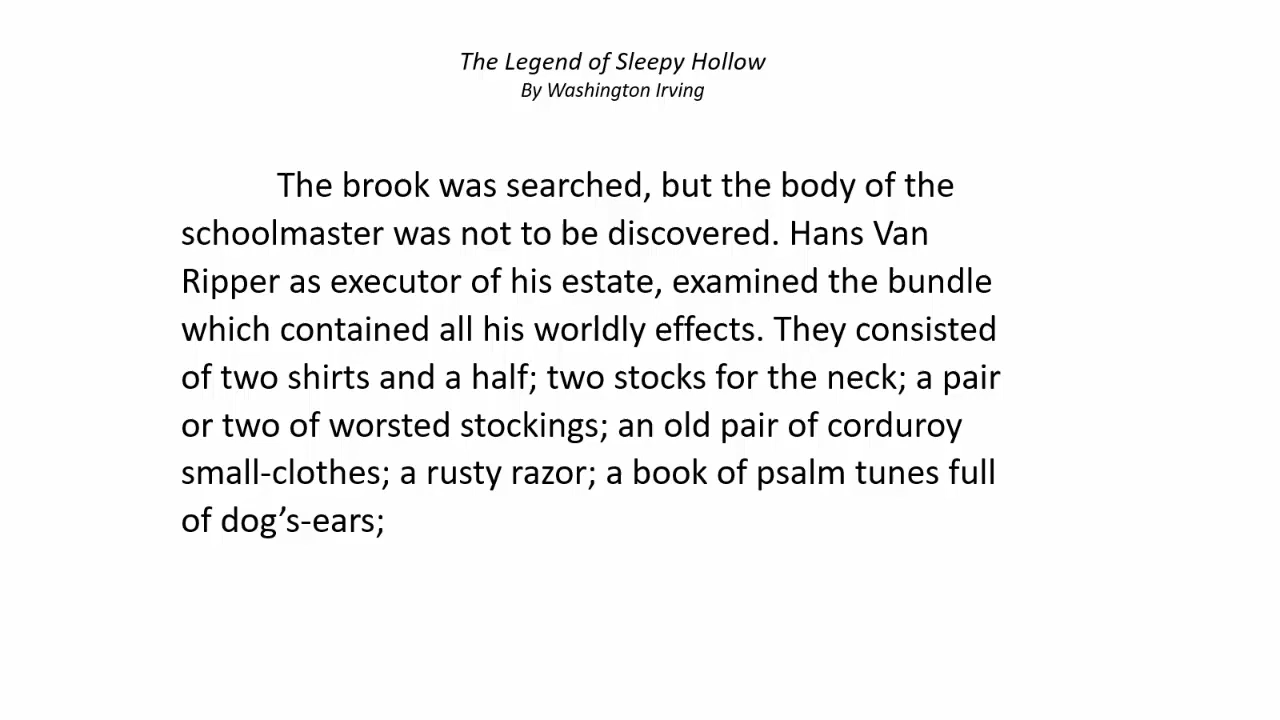 The Legend of Sleepy Hollow
By Washington Irving
The brook was searched, but the body of the
schoolmaster was not to be discovered. Hans Van
Ripper as executor of his estate, examined the bundle
which contained all his worldly effects. They consisted
of two shirts and a half; two stocks for the neck; a pair
or two of worsted stockings; an old pair of corduroy
small-clothes; a rusty razor; a book of psalm tunes full
of dog’s-ears;